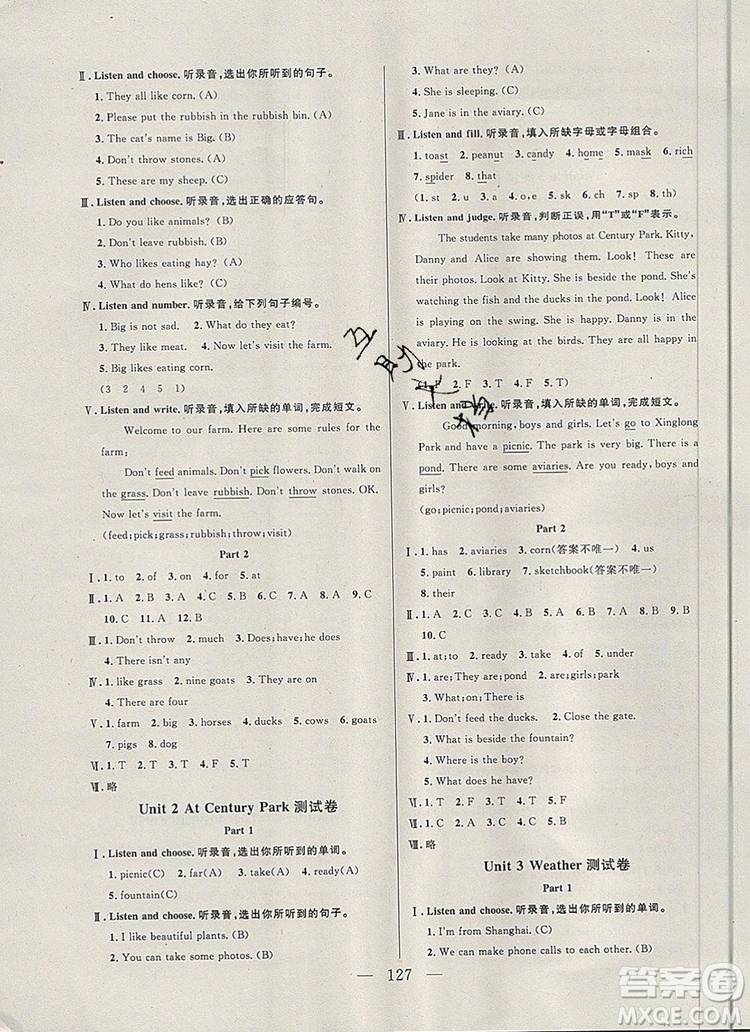 Ⅱ. Listen and choose. 听录音,选出你所听到的句子。
1. They all like corn. (A)
2. Please put the rubbish in the rubbish bin. (B)
3. The cat's name is Big. (B)
4. Don't throw stones. (A)
5. These are my sheep. (C)
Ⅲ. Listen and choose. 听录音,选出正确的应答句。
1. Do you like animals? (B)
2. Don't leave rubbish. (B)
3. Who likes eating hay? (A)
4. What do hens like? (A)
Ⅳ. Listen and number. 听录音,给下列句子编号。
1. Big is not sad. 2. What do they eat?
3. They like meat. 4. Now let's visit the farm.
5. Big likes eating corn.
(3 2 4 5 1)
Ⅴ. Listen and write. 听录音,填入所缺的单词,完成短文。
Welcome to our farm. Here are some rules for the
farm:
Don't feed animals. Don't pick flowers. Don't walk on
the grass. Don't leave rubbish. Don't throw stones. OK.
Now let's visit the farm.
(feed;pick;grass;rubbish;throw;visit)
Part 2
Ⅰ. 1. to 2. of 3. on 4. for 5. at
Ⅱ. 1. A 2. B 3. A 4. A 5. B 6. A 7. B 8. A 9. C
10. C 11. A 12. B
Ⅲ. 1. Don't throw 2. much 3. Does;have;does have
4. There isn't any
Ⅳ. 1. like grass 2. nine goats 3. What's doing
4. There are four
Ⅴ. 1. farm 2. big 3. horses 4. ducks 5. cows 6. goats
7. pigs 8. dog
Ⅵ. 1. T 2. T 3. F 4. T 5. F
Ⅶ. 略
Unit 2 At Century Park 测试卷
Part 1
Ⅰ. Listen and choose. 听录音,选出你所听到的单词。
1. picnic(C) 2. far(A) 3. take(A) 4. swing(B)
5. fountain(C)
Ⅱ. Listen and choose. 听录音,选出你所听到的句子。
1. I like beautiful plants. (B)
2. Can I take some photos. (B)
3. What are they? (C)
4. She is sleeping. (C)
5. Jane is in the aviary. (C)
Ⅲ. Listen and fill. 听录音,填入所缺字母或字母组合。
1. toast 2. peanut 3. candy 4. home 5. mask 6. rich
7. spider 8. that
(1. st 2. u 3. a 4. o 5. a 6. ch 7. sp 8. th)
Ⅳ. Listen and judge. 听录音,判断正误,用“T”或“F”表示。
The students take many photos at Century Park. Kitty,
Danny and Alice are showing them. Look! These are
their photos. Look at Kitty. She is beside the pond. She's
watching the fish and the ducks in the pond. Look! Alice
is playing on the swing. She is happy. Danny is in the
aviary. He is looking at the birds. They are all happy in
the park.
1. T 2. F 3. F 4. F 5. T
Ⅴ. Listen and write. 听录音,填入所缺的单词,完成短文。
Good morning, boys and girls. Let's go to Xinglong
Park and have a picnic. The park is very big. There is a
pond. There are some aviaries. Are you ready, boys and
girls?
(go;picnic;pond;aviaries)
Part 2
Ⅰ. 1. has 2. aviaries 3. corn(答案不唯一) 4. us
5. paint 6. library 7. sketchbook(答案不唯一)
8. their
Ⅱ. 1. A 2. C 3. C 4. A 5. C 6. B 7. C 8. A 9. B
10. C
Ⅲ. 1. at 2. ready 3. on 4. take 5. of 6. under
Ⅳ. 1. are;They are;pond 2. are;girls;park
3. What;on;There is
Ⅴ. 1. Don't feed the ducks. 2. Close the gate.
3. What is beside the fountain?
4. Where is the boy?
5. What does he have?
Ⅵ. 1. T 2. F 3. F 4. T 5. T
Ⅶ. 略
Unit 3 Weather 测试卷
Part 1
Ⅰ. Listen and choose. 听录音,选出你所听到的单词。
1. I'm from Shanghai. (C)
2. We can make phone calls to each other. (B)
127
答案圈
MXQE.COM